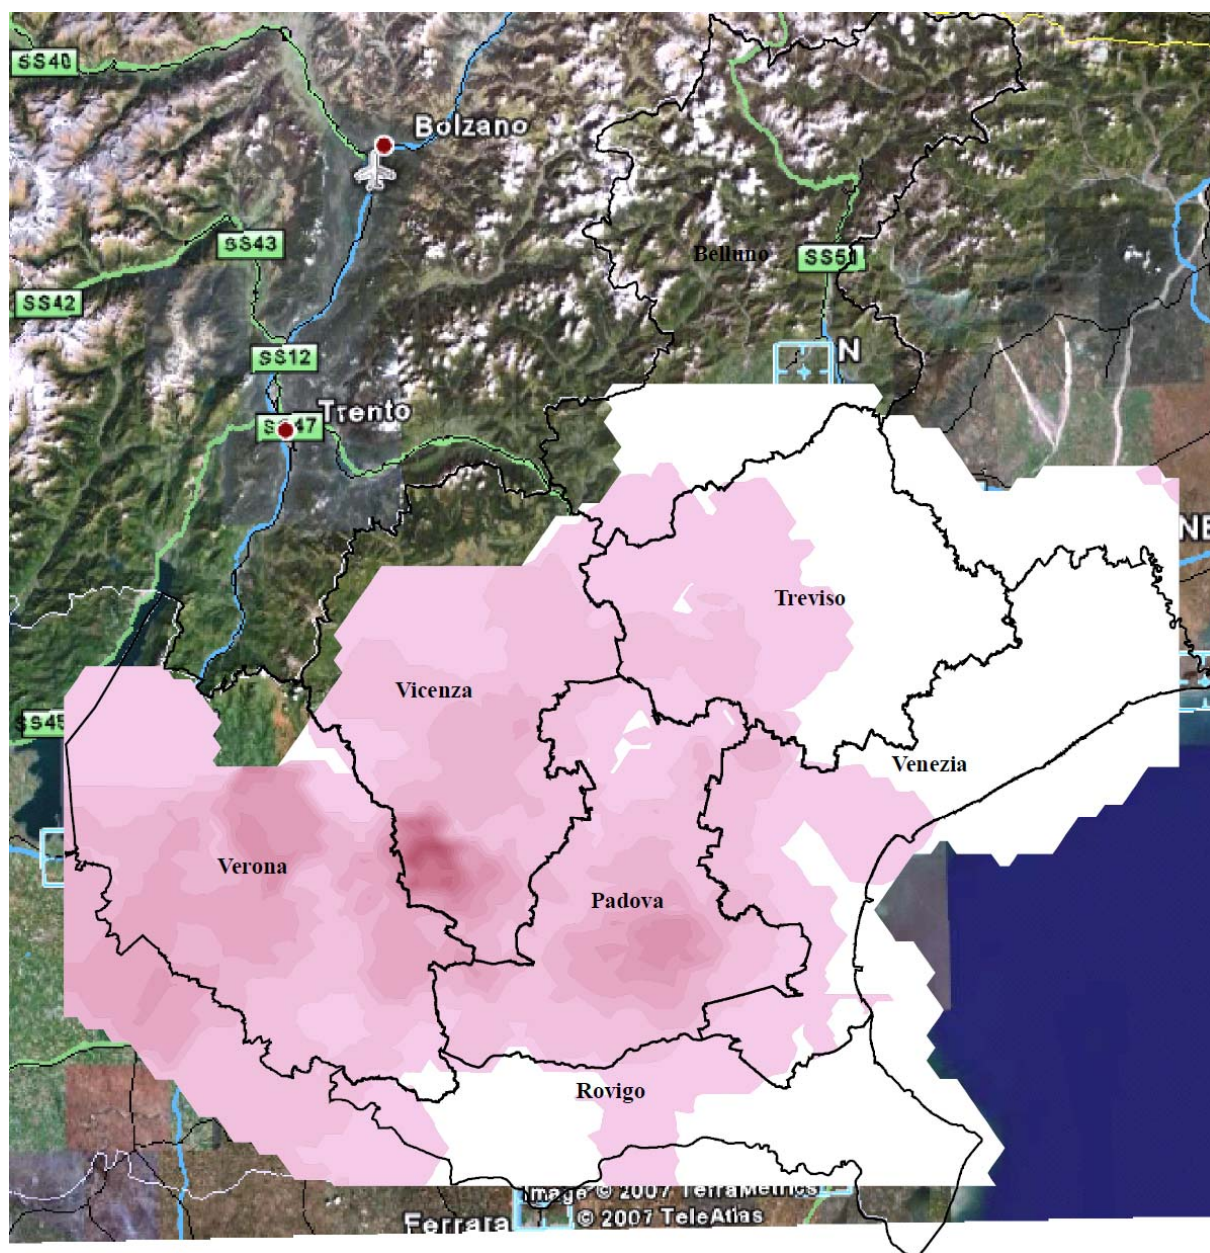 SS40
Bolzano
SS43
Belluno
SS51
SS42
SS12
N
Trento
SS47
NE
Treviso
Vicenza
SS45
Venezia
Verona
Padova
Rovigo
Image © 2007 TerraMetrics
Ferrara
© 2007 TeleAtlas